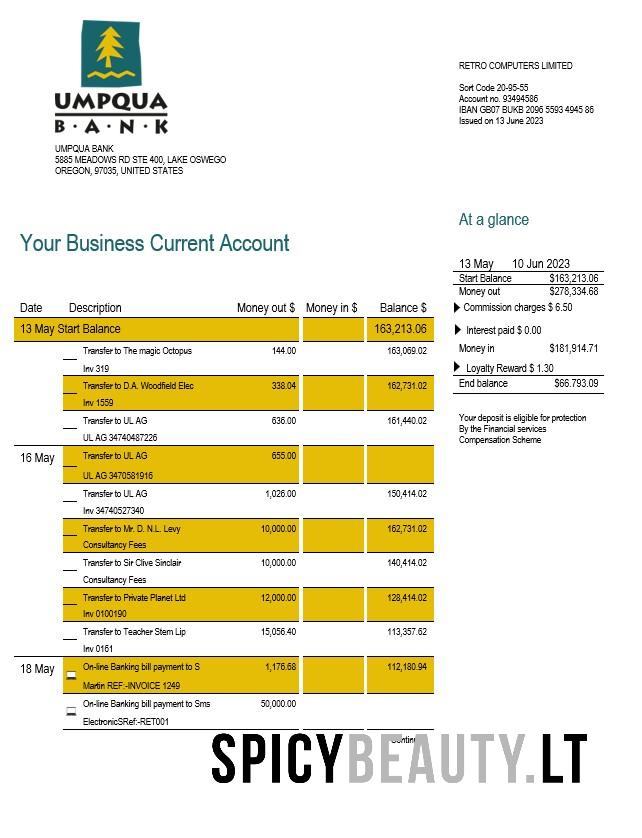 UMPQUA
B·A·N·K
UMPQUA BANK
5885 MEADOWS RD STE 400, LAKE OSWEGO
OREGON, 97035, UNITED STATES
RETRO COMPUTERS LIMITED
Sort Code 20-95-55
Account no. 93494586
IBAN GB07 BUKB 2096 5593 4945 86
Issued on 13 June 2023
At a glance
13 May 10 Jun 2023
Start Balance $163,213.06
Money out $278,334.68
Commission charges $ 6.50
Interest paid $ 0.00
Money in $181,914.71
Loyalty Reward $ 1.30
End balance $66.793.09
Your deposit is eligible for protection
By the Financial services
Compensation Scheme
Your Business Current Account
Date Description Money out $ Money in $ Balance $
13 May Start Balance 163,213.06
Transfer to The magic Octopus 144.00 163,069.02
Inv 319
Transfer to D.A. Woodfield Elec 338.04 162,731.02
Inv 1559
Transfer to UL AG 636.00 161,440.02
UL AG 34740487226
16 May Transfer to UL AG 655.00
UL AG 3470581916
Transfer to UL AG 1,026.00 150,414.02
Inv 34740527340
Transfer to Mr. D. N.L. Levy 10,000.00 162,731.02
Consultancy Fees
Transfer to Sir Clive Sinclair 10,000.00 140,414.02
Consultancy Fees
Transfer to Private Planet Ltd 12,000.00 128,414.02
Inv 0100190
Transfer to Teacher Stem Lip 15,056.40 113,357.62
Inv 0161
18 May On-line Banking bill payment to S 1,176.68 112,180.94
Martin REF:-INVOICE 1249
On-line Banking bill payment to Sms 50,000.00
ElectronicSRef:-RET001
SPICYBEAUTY.LT